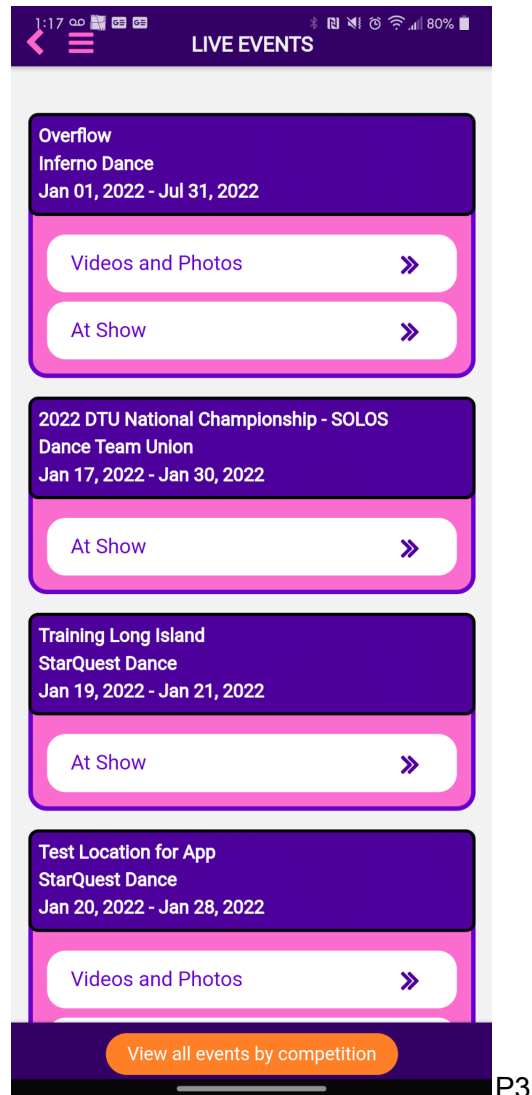 1:17
80%
LIVE EVENTS
Overflow
Inferno Dance
Jan 01, 2022 - Jul 31, 2022
Videos and Photos
At Show
2022 DTU National Championship - SOLOS
Dance Team Union
Jan 17, 2022 - Jan 30, 2022
At Show
Training Long Island
StarQuest Dance
Jan 19, 2022 - Jan 21, 2022
At Show
Test Location for App
StarQuest Dance
Jan 20, 2022 - Jan 28, 2022
Videos and Photos
View all events by competition
P3